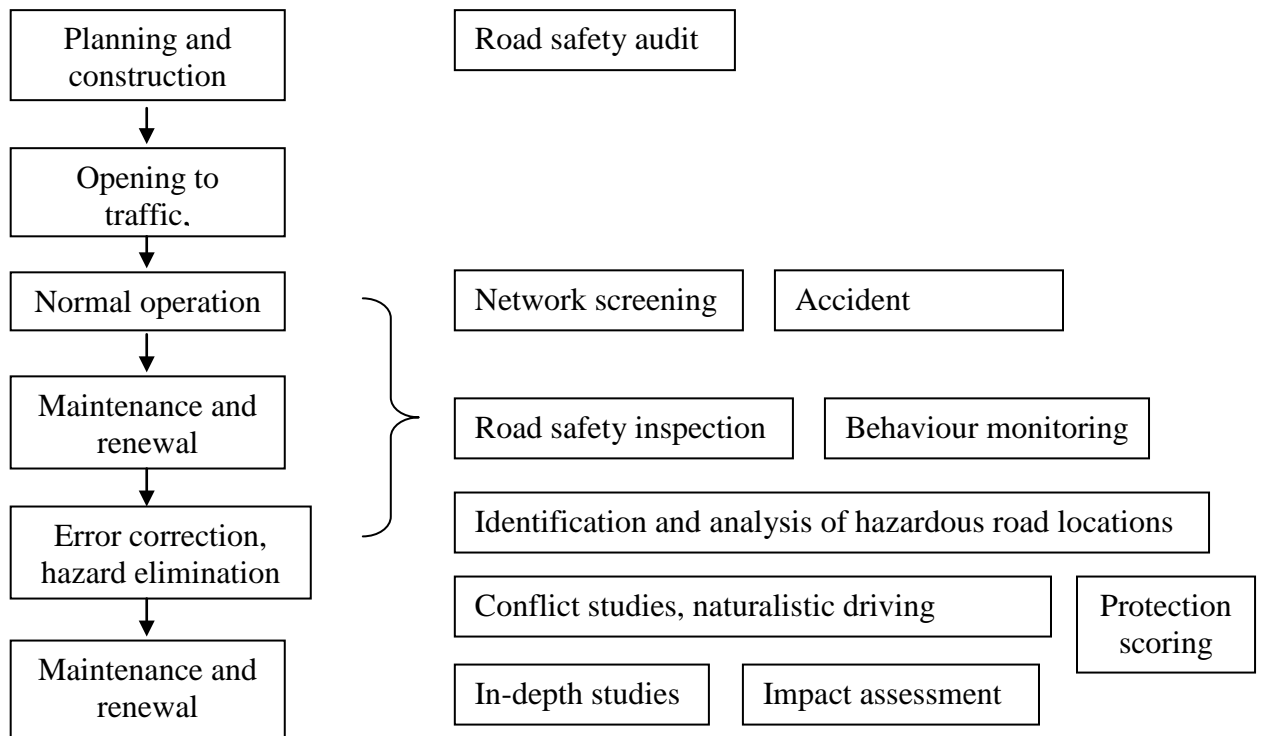 Planning and
construction
Road safety audit
Opening to
traffic,
Normal operation
Network screening
Accident
Maintenance and
renewal
Road safety inspection
Behaviour monitoring
Error correction,
hazard elimination
Identification and analysis of hazardous road locations
Conflict studies, naturalistic driving
Protection
scoring
Maintenance and
renewal
In-depth studies
Impact assessment